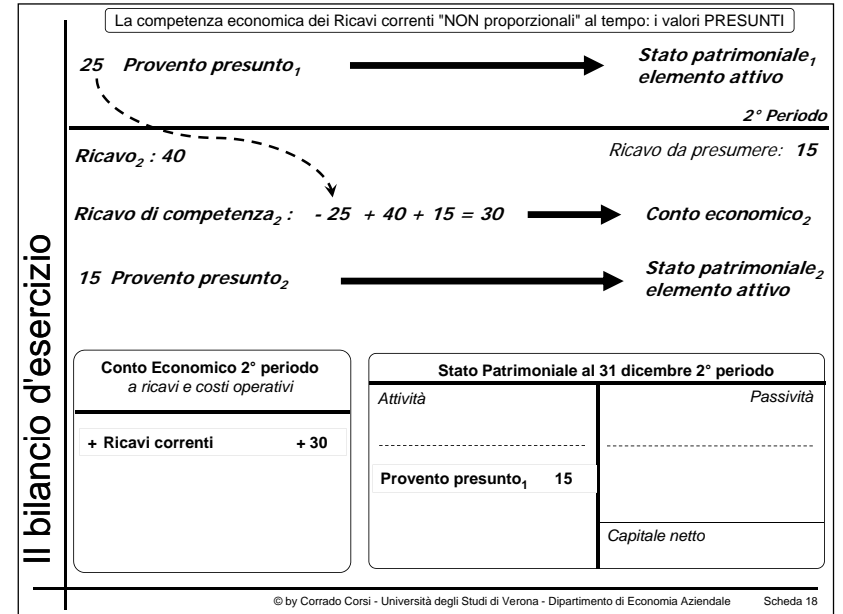 La competenza economica dei Ricavi correnti "NON proporzionali" al tempo: i valori PRESUNTI
25 Provento presunto1
Stato patrimoniale1
elemento attivo
2° Periodo
Ricavo2 : 40
Ricavo da presumere: 15
Ricavo di competenza2 : - 25 + 40 + 15 = 30
Conto economico2
15 Provento presunto2
Stato patrimoniale2
elemento attivo
Il bilancio d'esercizio
Conto Economico 2° periodo
a ricavi e costi operativi
+ Ricavi correnti + 30
Stato Patrimoniale al 31 dicembre 2° periodo
Attività
Passività
Provento presunto1 15
Capitale netto
© by Corrado Corsi - Università degli Studi di Verona - Dipartimento di Economia Aziendale Scheda 18